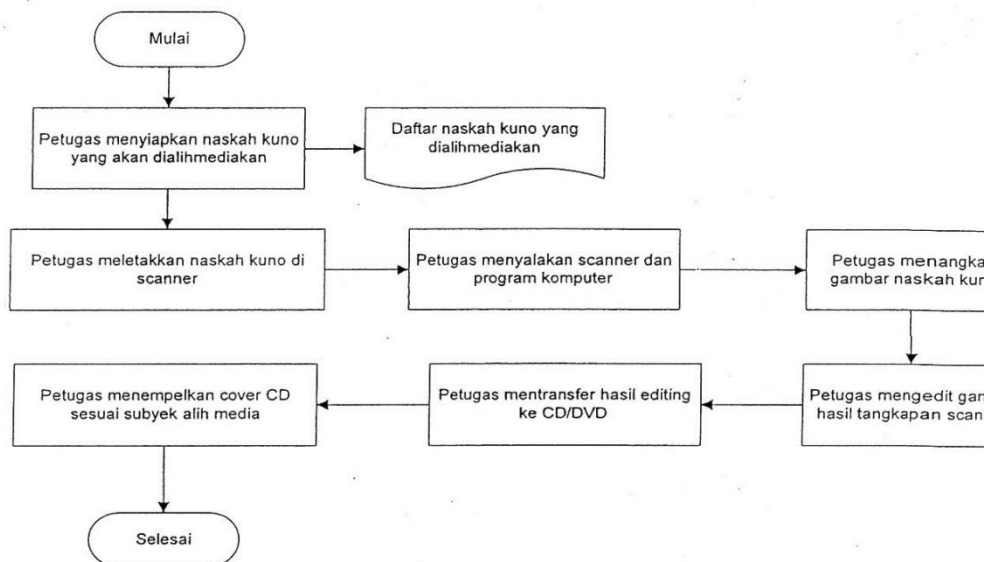 Mulai
Petugas menyiapkan naskah kuno
yang akan dialihmediakan
Daftar naskah kuno yang
dialihmediakan
Petugas meletakkan naskah kuno di
scanner
Petugas menyalakan scanner dan
program komputer
Petugas menangka
gambar naskah kun
Petugas mengedit gam
hasil tangkapan scan
Petugas mentransfer hasil editing
ke CD/DVD
Petugas menempelkan cover CD
sesuai subyek alih media
Selesai